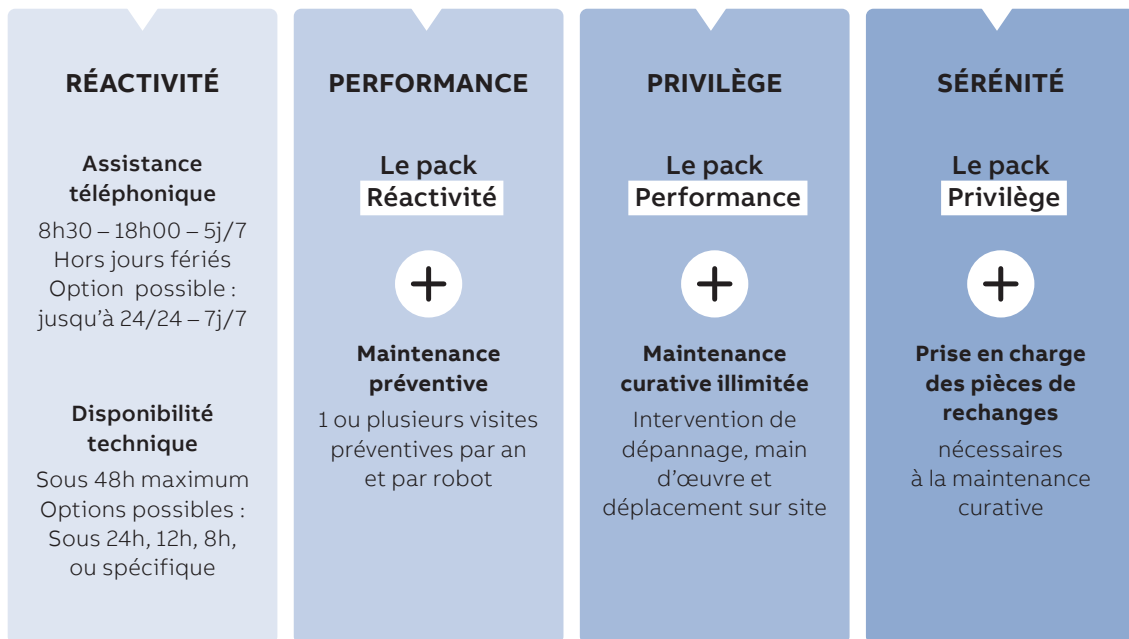 RÉACTIVITÉ
Assistance
téléphonique
8h30 – 18h00 – 5j/7
Hors jours fériés
Option possible :
jusqu'à 24/24 – 7j/7
Disponibilité
technique
Sous 48h maximum
Options possibles :
Sous 24h, 12h, 8h,
ou spécifique
PERFORMANCE
Le pack
Réactivité
+
Maintenance
préventive
1 ou plusieurs visites
préventives par an
et par robot
PRIVILÈGE
Le pack
Performance
+
Maintenance
curative illimitée
Intervention de
dépannage, main
d'œuvre et
déplacement sur site
SÉRÉNITÉ
Le pack
Privilège
+
Prise en charge
des pièces de
rechanges
nécessaires
à la maintenance
curative